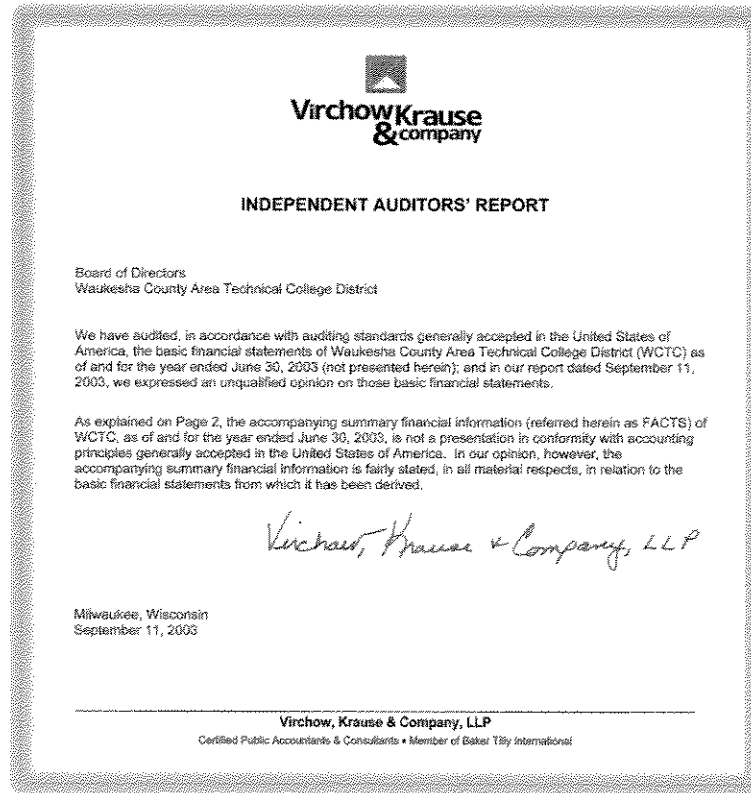 VirchowKrause
&company
INDEPENDENT AUDITORS' REPORT
Board of Directors
Waukesha County Area Technical College District
We have audited, in accordance with auditing standards generally accepted in the United States of
America, the basic financial statements of Waukesha County Area Technical College District (WCTC) as
of and for the year ended June 30, 2003 (not presented herein); and in our report dated September 11,
2003, we expressed an unqualified opinion on those basic financial statements.
As explained on Page 2, the accompanying summary financial information (referred herein as FACTS) of
WCTC, as of and for the year ended June 30, 2003, is not a presentation in conformity with accounting
principles generally accepted in the United States of America. In our opinion, however, the
accompanying summary financial information is fairly stated, in all material respects, in relation to the
basic financial statements from which it has been derived.
Virchow, Krause & Company, LLP
Milwaukee, Wisconsin
September 11, 2003
Virchow, Krause & Company, LLP
Certified Public Accountants & Consultants • Member of Baker Tilly International